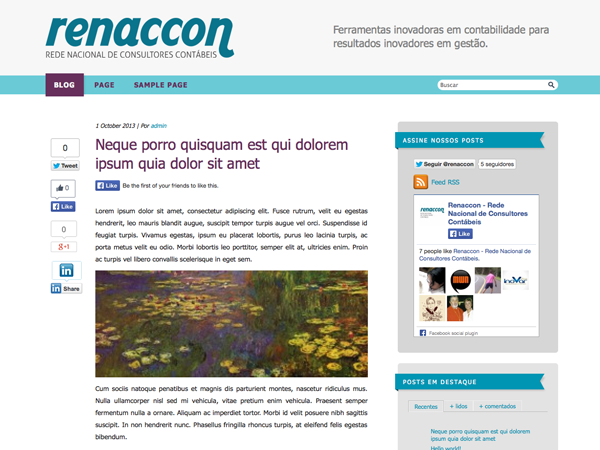 renaccon
REDE NACIONAL DE CONSULTORES CONTÁBEIS
Ferramentas inovadoras em contabilidade para
resultados inovadores em gestão.
BLOG PAGE SAMPLE PAGE
Buscar
0
Tweet
0
Like
0
+1
in
Share
1 October 2013 | Por admin
Neque porro quisquam est qui dolorem
ipsum quia dolor sit amet
Like Be the first of your friends to like this.
Lorem ipsum dolor sit amet, consectetur adipiscing elit. Fusce rutrum, velit eu egestas
hendrerit, leo mauris blandit augue, suscipit tempor turpis augue vel orci. Suspendisse id
feugiat turpis. Vivamus egestas, ipsum eu placerat lobortis, purus leo lacinia turpis, ac
porta metus velit eu odio. Morbi lobortis leo porttitor, semper elit at, ultricies enim. Proin
ac turpis vel libero convallis scelerisque in eget sem.
Cum sociis natoque penatibus et magnis dis parturient montes, nascetur ridiculus mus.
Nulla ullamcorper nisl sed mi vehicula, vitae pretium enim vehicula. Praesent semper
fermentum nulla a ornare. Aliquam ac imperdiet tortor. Morbi id velit posuere nibh sagittis
suscipit. In non hendrerit nunc. Phasellus fringilla rhoncus turpis, at eleifend felis egestas
bibendum.
ASSINE NOSSOS POSTS
Seguir @renaccon 5 seguidores
Feed RSS
renaccon
Renaccon - Rede
Nacional de Consultores
Contábeis
Like
7 people like Renaccon - Rede Nacional de
Consultores Contábeis.
Inovar
Facebook social plugin
POSTS EM DESTAQUE
Recentes + lidos + comentados
Neque porro quisquam est qui dolorem
ipsum quia dolor sit amet
Hello world!